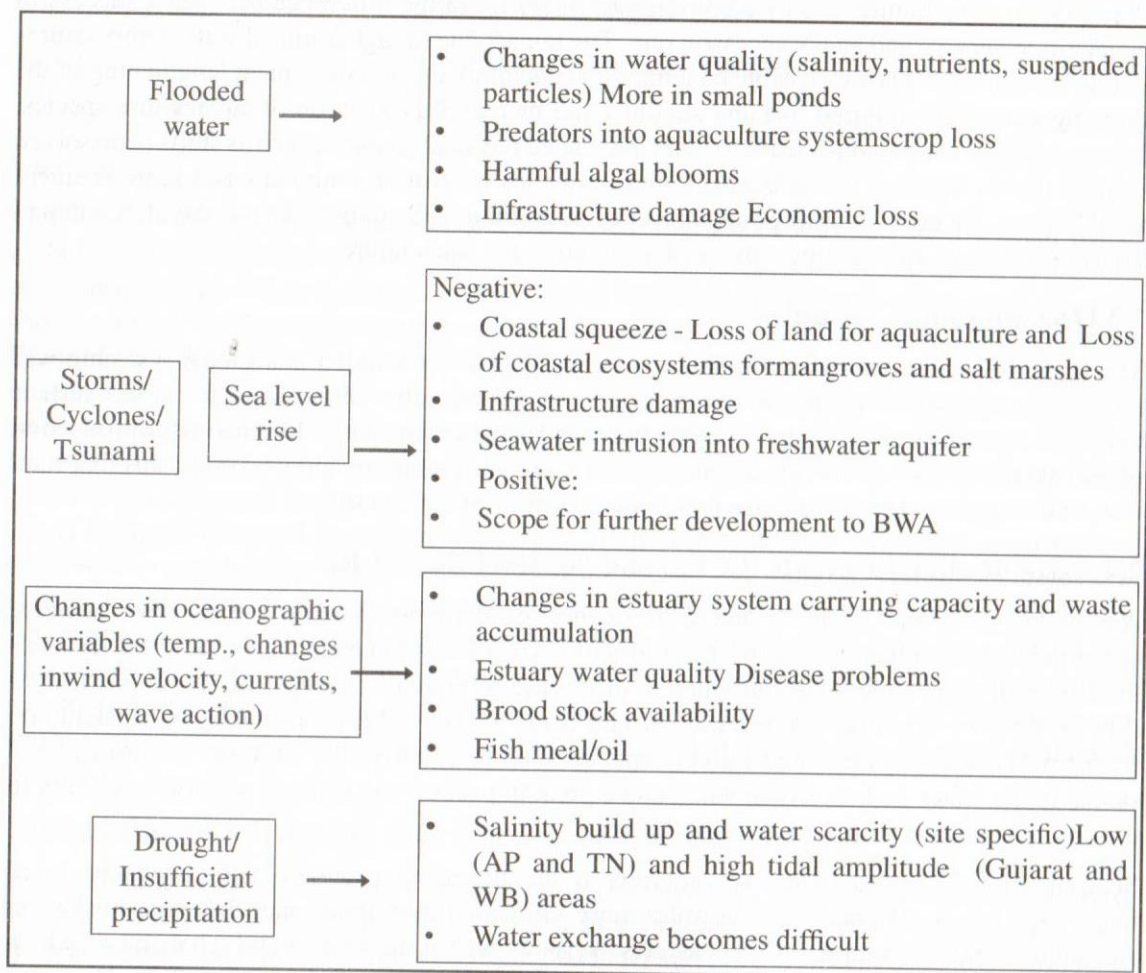 Flooded
water
• Changes in water quality (salinity, nutrients, suspended
particles) More in small ponds
• Predators into aquaculture systemscrop loss
• Harmful algal blooms
• Infrastructure damage Economic loss
Storms/
Cyclones/
Tsunami
Sea level
rise
Negative:
• Coastal squeeze - Loss of land for aquaculture and Loss
of coastal ecosystems formangroves and salt marshes
• Infrastructure damage
• Seawater intrusion into freshwater aquifer
• Positive:
• Scope for further development to BWA
Changes in oceanographic
variables (temp., changes
inwind velocity, currents,
wave action)
• Changes in estuary system carrying capacity and waste
accumulation
• Estuary water quality Disease problems
• Brood stock availability
• Fish meal/oil
Drought/
Insufficient
precipitation
• Salinity build up and water scarcity (site specific)Low
(AP and TN) and high tidal amplitude (Gujarat and
WB) areas
• Water exchange becomes difficult